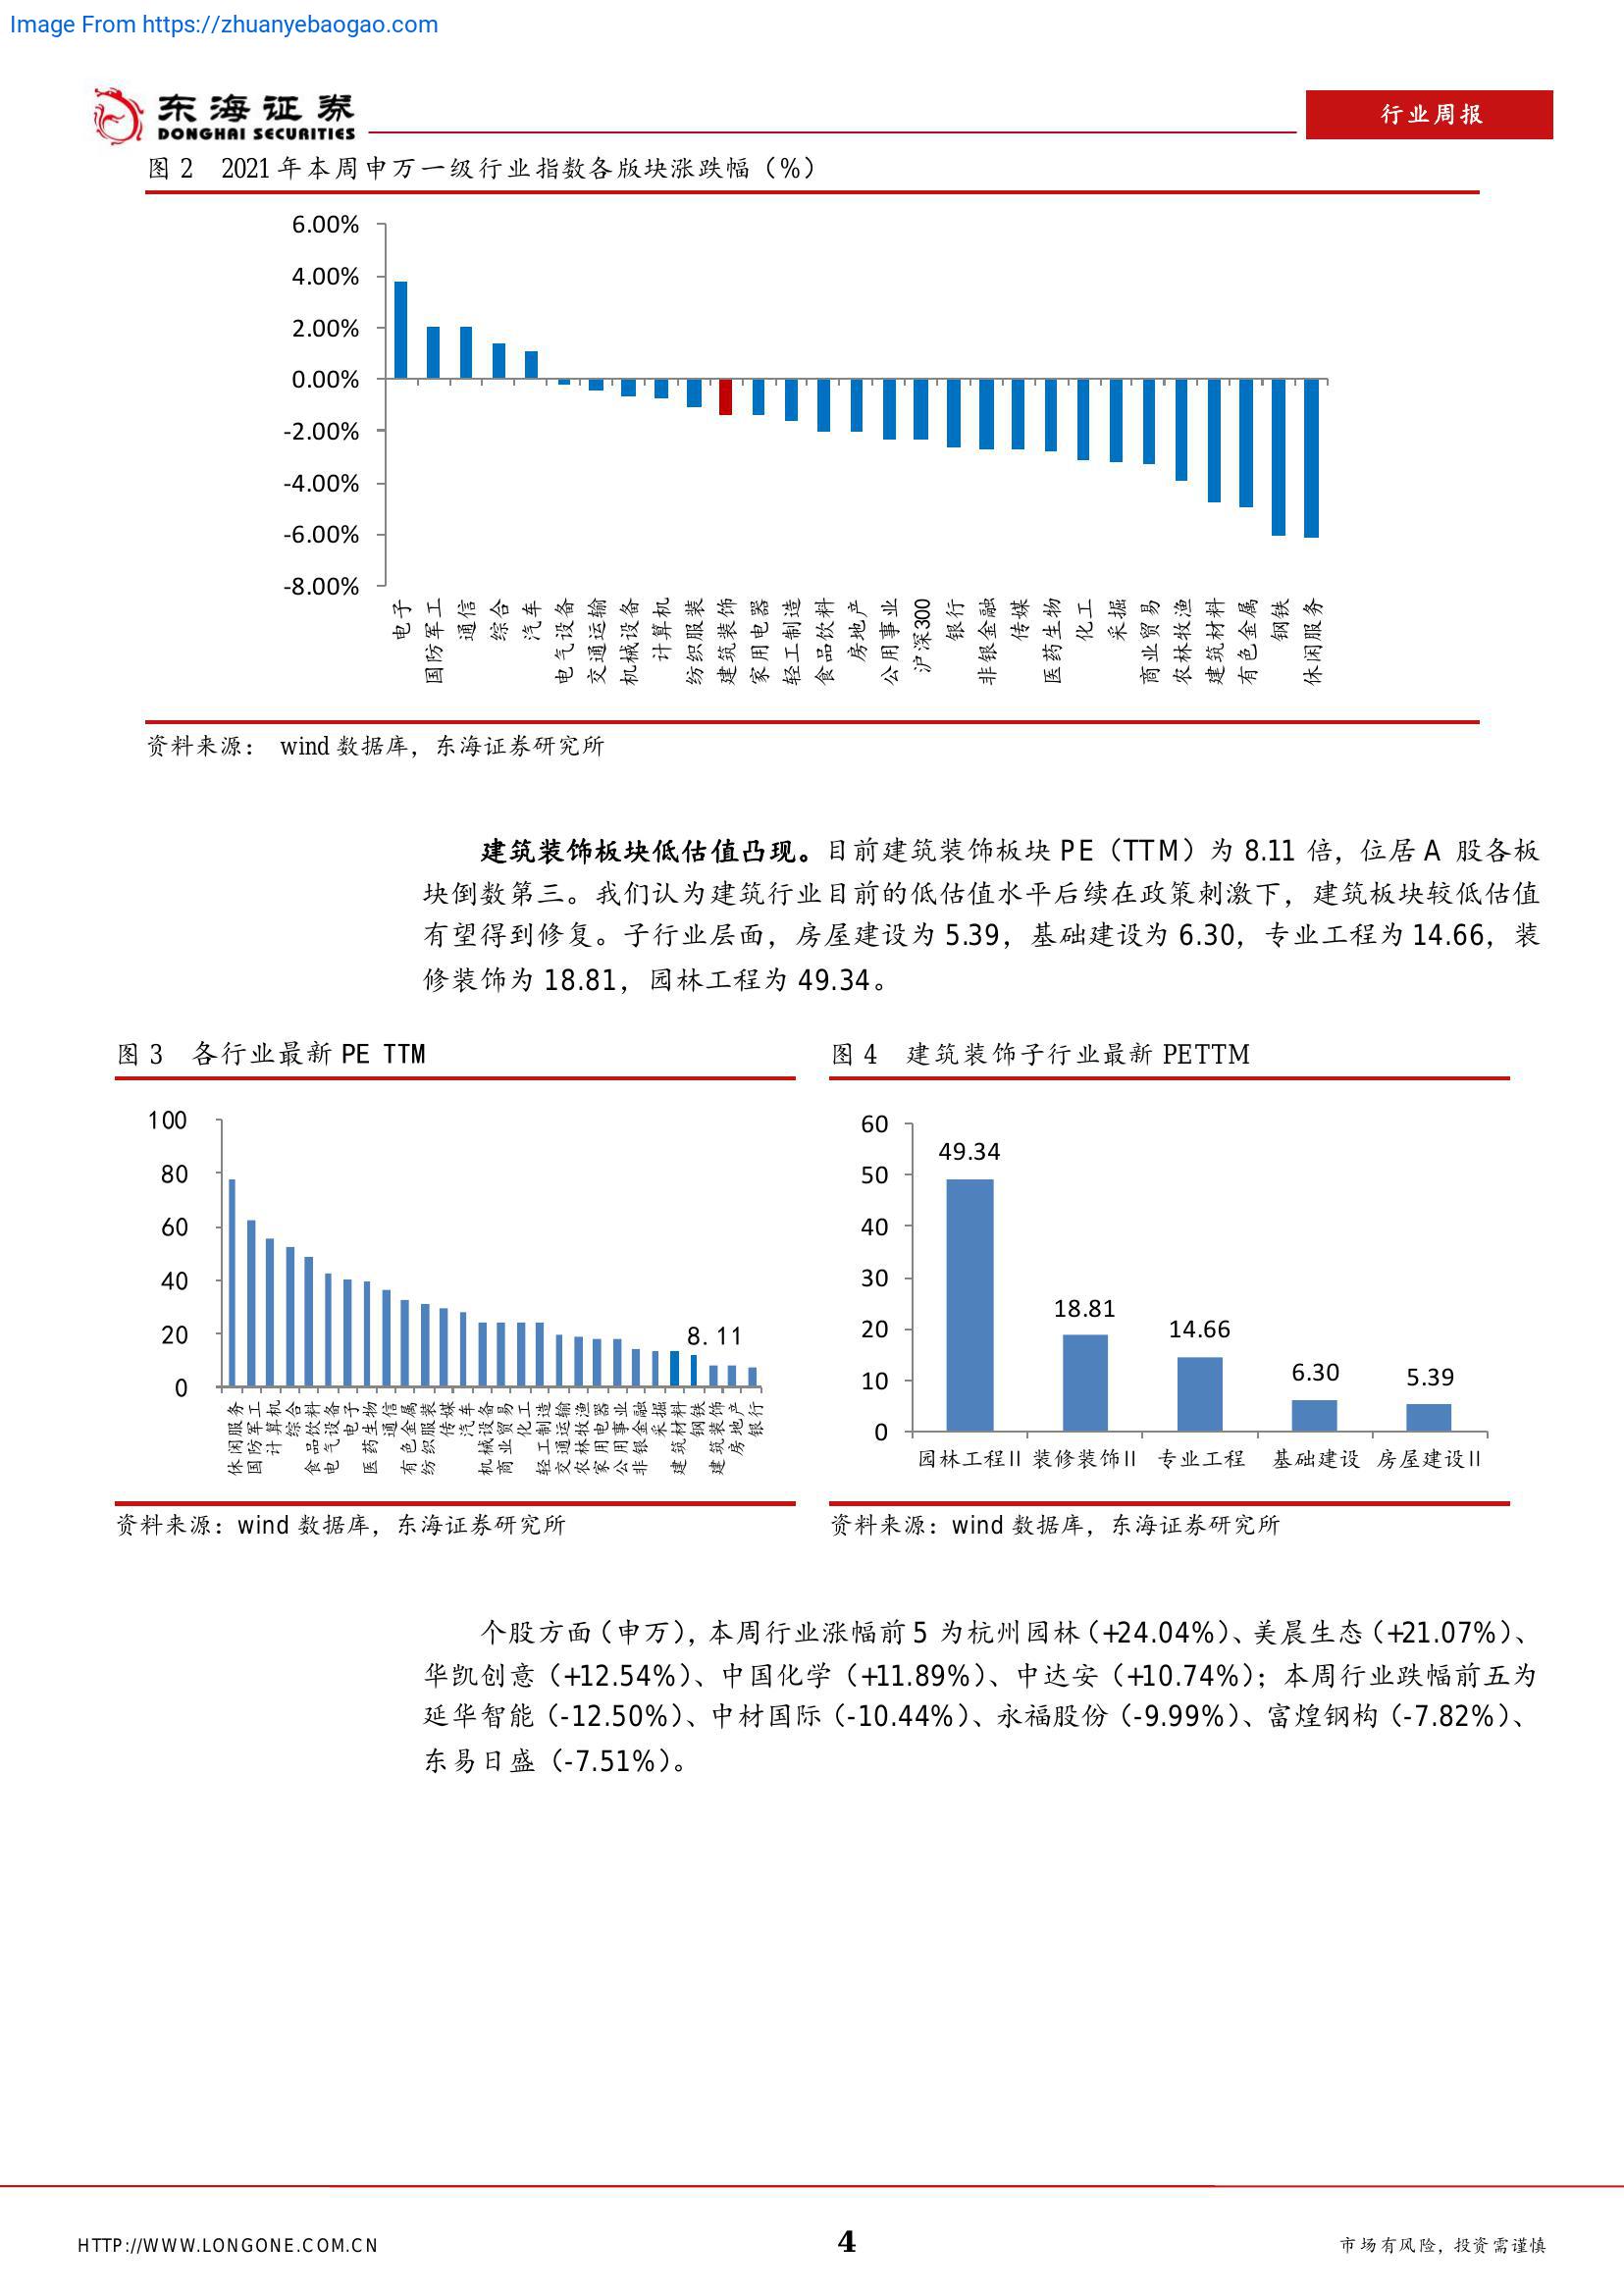 Image From https://zhuanyebaogao.com
东海证券
DONGHAI SECURITIES
行业周报
图 2 2021 年本周申万一级行业指数各版块涨跌幅（%）
6.00%
4.00%
2.00%
0.00%
-2.00%
-4.00%
-6.00%
-8.00%
电子
国防军工
通信
综合
汽车
电气设备
交通运输
机械设备
计算机
纺织服装
建筑装饰
家用电器
轻工制造
食品饮料
房地产
公用事业
沪深300
银行
非银金融
传媒
医药生物
化工
采掘
商业贸易
农林牧渔
建筑材料
有色金属
钢铁
休闲服务
资料来源： wind 数据库，东海证券研究所
建筑装饰板块低估值凸现。目前建筑装饰板块 PE（TTM）为 8.11 倍，位居 A 股各板
块倒数第三。我们认为建筑行业目前的低估值水平后续在政策刺激下，建筑板块较低估值
有望得到修复。子行业层面，房屋建设为 5.39，基础建设为 6.30，专业工程为 14.66，装
修装饰为 18.81，园林工程为 49.34。
图 3 各行业最新 PE TTM
100
80
60
40
20
0
8.11
休闲服务
国防军工
计算机
综合
食品饮料
电气设备
电子
医药生物
通信
有色金属
纺织服装
传媒
汽车
机械设备
商业贸易
化工
轻工制造
交通运输
农林牧渔
家用电器
公用事业
非银金融
采掘
建筑材料
钢铁
建筑装饰
房地产
银行
资料来源：wind 数据库，东海证券研究所
图 4 建筑装饰子行业最新 PETTM
60
50
40
30
20
10
0
49.34
18.81
14.66
6.30
5.39
园林工程II 装修装饰II 专业工程 基础建设 房屋建设II
资料来源：wind 数据库，东海证券研究所
个股方面（申万），本周行业涨幅前 5 为杭州园林（+24.04%）、美晨生态（+21.07%）、
华凯创意（+12.54%）、中国化学（+11.89%）、中达安（+10.74%）；本周行业跌幅前五为
延华智能（-12.50%）、中材国际（-10.44%）、永福股份（-9.99%）、富煌钢构（-7.82%）、
东易日盛（-7.51%）。
HTTP://WWW.LONGONE.COM.CN
4
市场有风险，投资需谨慎